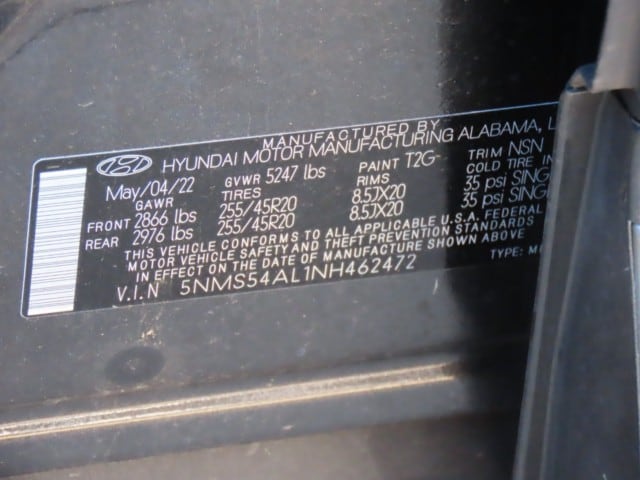 MANUFACTURED BY
HYUNDAI MOTOR MANUFACTURING ALABAMA, L
May/04/22 GVWR 5247 lbs PAINT T2G- TRIM NSN
GAWR TIRES RIMS COLD TIRE IN
FRONT 2866 lbs 255/45R20 8.5JX20 35 psi SING
REAR 2976 lbs 255/45R20 8.5JX20 35 psi SING
THIS VEHICLE CONFORMS TO ALL APPLICABLE U.S.A. FEDERAL
MOTOR VEHICLE SAFETY AND THEFT PREVENTION STANDARDS
IN EFFECT ON THE DATE OF MANUFACTURE SHOWN ABOVE
V.I.N 5NMS54AL1NH462472 TYPE: M